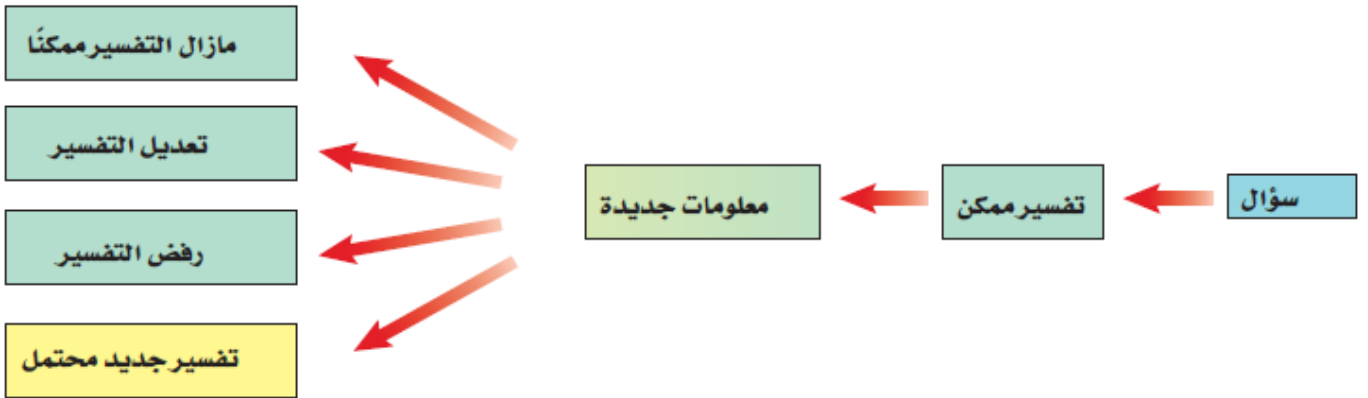 سؤال
تفسير ممكن
معلومات جديدة
مازال التفسير ممكنًا
تعديل التفسير
رفض التفسير
تفسير جديد محتمل